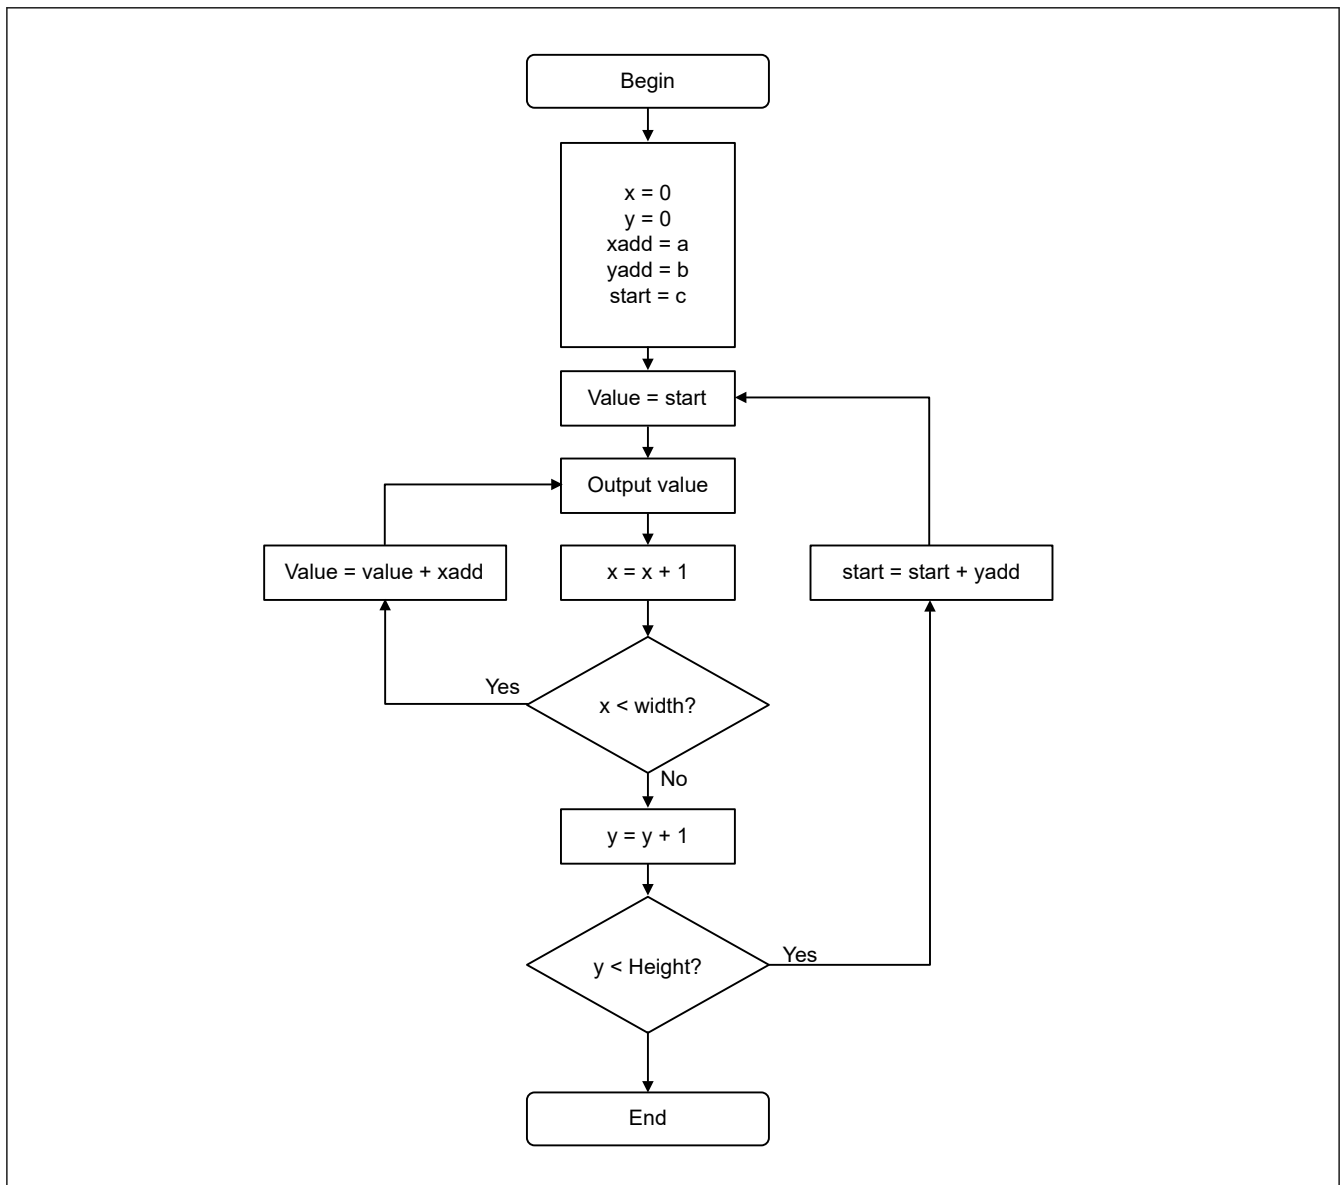 Begin
x = 0
y = 0
xadd = a
yadd = b
start = c
Value = start
Output value
Value = value + xadd
x = x + 1
start = start + yadd
Yes
x < width?
No
y = y + 1
Yes
y < Height?
End